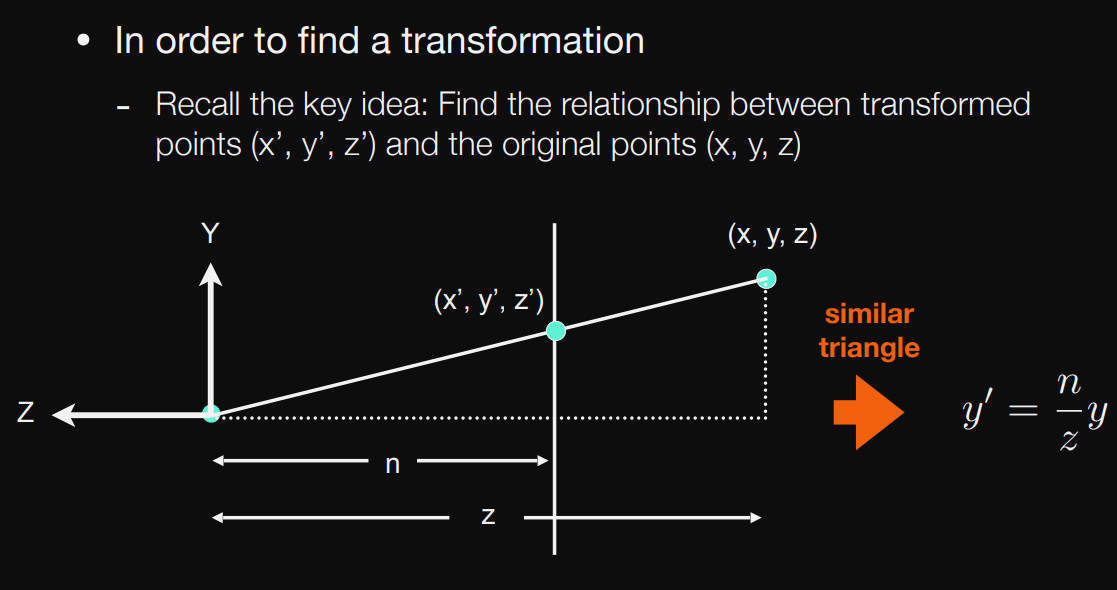 • In order to find a transformation
- Recall the key idea: Find the relationship between transformed
points (x’, y’, z’) and the original points (x, y, z)
Y
(x, y, z)
(x’, y’, z’)
similar
triangle
Z
y′ = n/z y
n
z